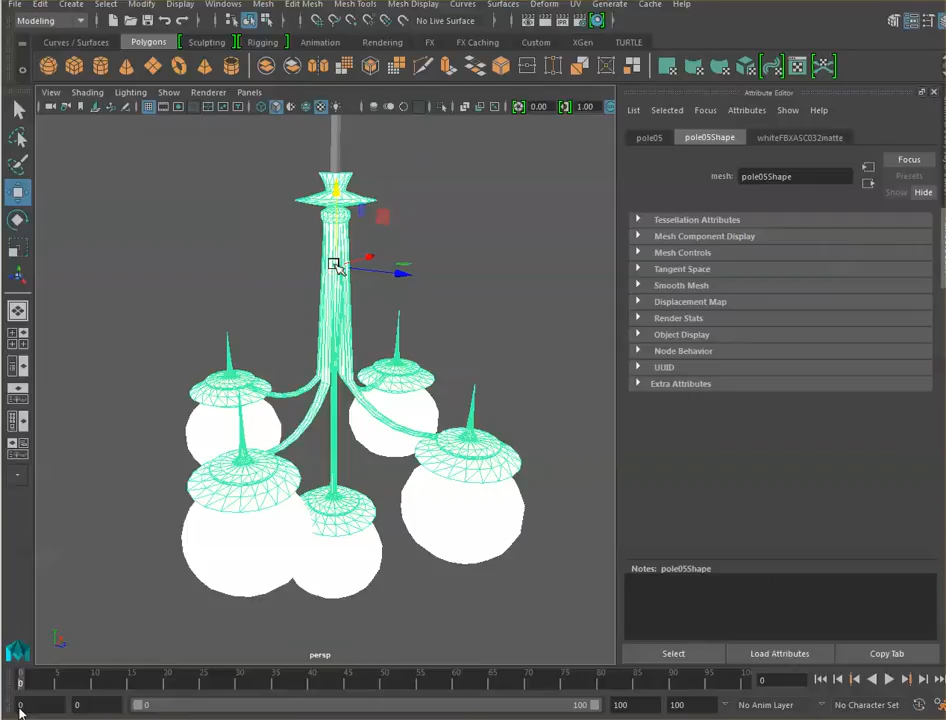 File Edit Create Select Modify Display Windows Mesh Edit Mesh Mesh Tools Mesh Display Curves Surfaces Deform UV Generate Cache Help
Modeling No Live Surface
Curves / Surfaces Polygons Sculpting Rigging Animation Rendering FX FX Caching Custom XGen TURTLE
View Shading Lighting Show Renderer Panels
0.00 1.00
Attribute Editor
List Selected Focus Attributes Show Help
pole05 pole05Shape whiteFBXASC032matte
Focus
mesh: pole05Shape Presets
Show Hide
Tessellation Attributes
Mesh Component Display
Mesh Controls
Tangent Space
Smooth Mesh
Displacement Map
Render Stats
Object Display
Node Behavior
UUID
Extra Attributes
Notes: pole05Shape
persp
Select Load Attributes Copy Tab
0 5 10 15 20 25 30 35 40 45 50 55 60 65 70 75 80 85 90 95 10
0
0 0 0 100 100 100 No Anim Layer No Character Set